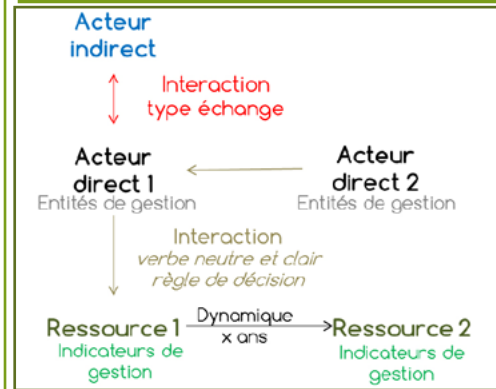 Acteur
indirect
Interaction
type échange
Acteur
direct 1
Entités de gestion
Acteur
direct 2
Entités de gestion
Interaction
verbe neutre et clair
règle de décision
Dynamique
x ans
Ressource 1
Indicateurs de
gestion
Ressource 2
Indicateurs de
gestion